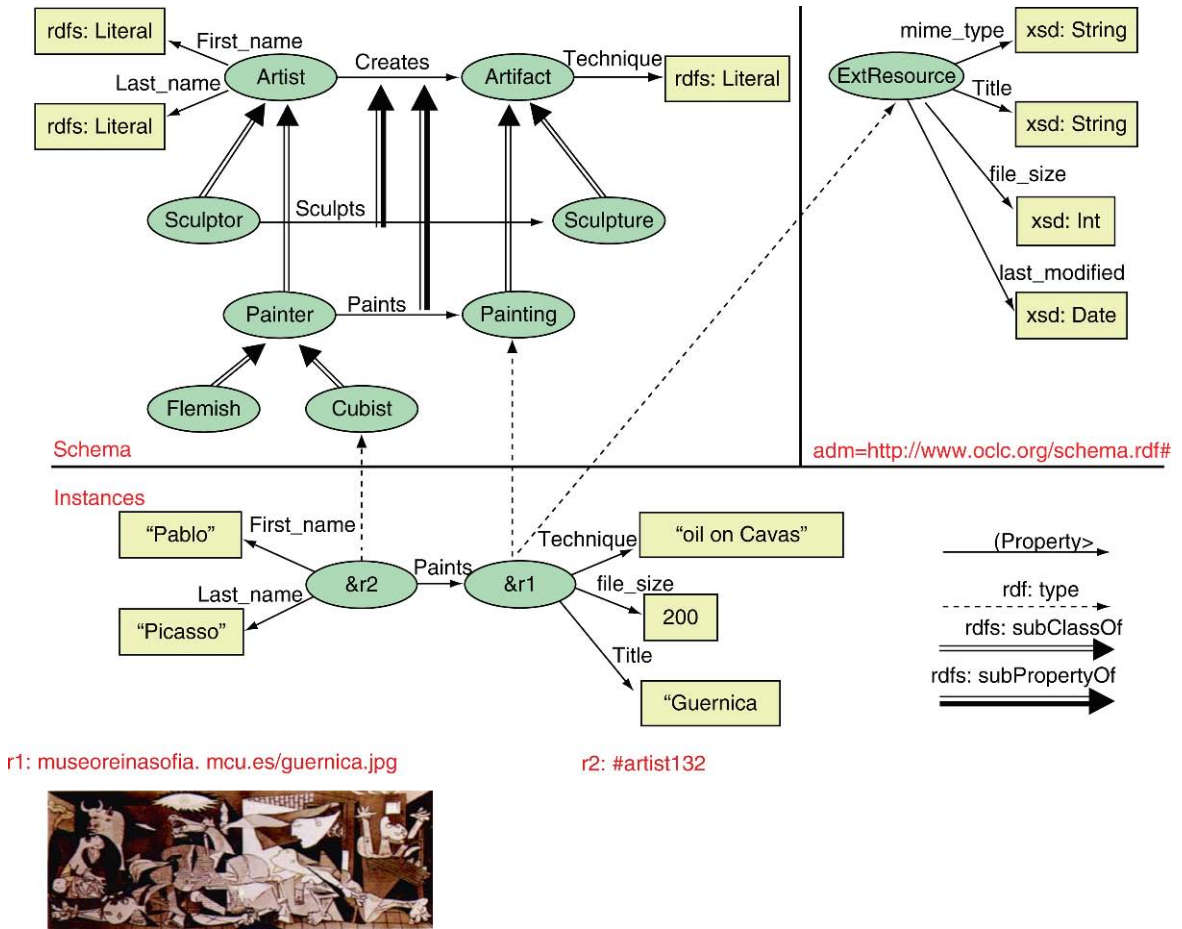 rdfs: Literal
First_name
Artist
Creates
Artifact
Technique
rdfs: Literal
Last_name
rdfs: Literal
mime_type
xsd: String
ExtResource
Title
xsd: String
file_size
xsd: Int
last_modified
xsd: Date
Sculptor
Sculpts
Sculpture
Painter
Paints
Painting
Flemish
Cubist
Schema
adm=http://www.oclc.org/schema.rdf#
Instances
"Pablo"
First_name
Last_name
"Picasso"
&r2
Paints
&r1
Technique
"oil on Cavas"
file_size
200
Title
"Guernica
(Property>
rdf: type
rdfs: subClassOf
rdfs: subPropertyOf
r1: museoreinasofia. mcu.es/guernica.jpg
r2: #artist132